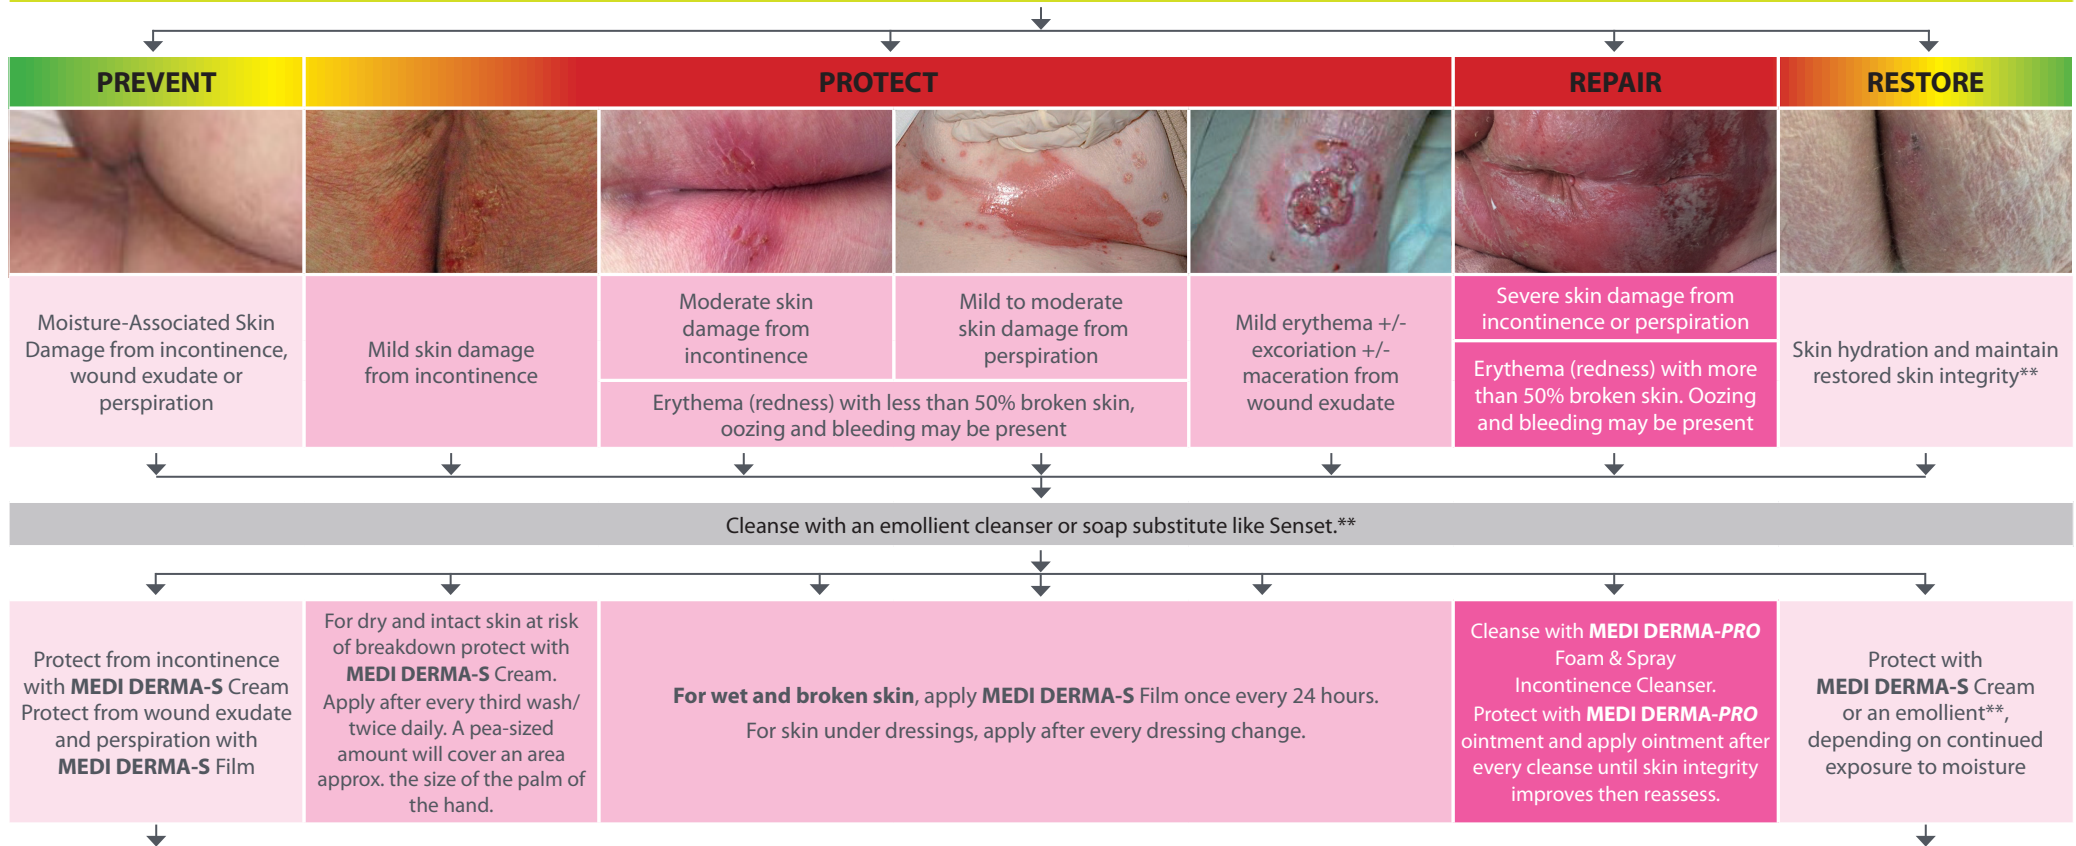 PREVENT
PROTECT
REPAIR
RESTORE
Moisture-Associated Skin
Damage from incontinence,
wound exudate or
perspiration
Mild skin damage
from incontinence
Moderate skin
damage from
incontinence
Mild to moderate
skin damage from
perspiration
Erythema (redness) with less than 50% broken skin,
oozing and bleeding may be present
Mild erythema +/-
excoriation +/-
maceration from
wound exudate
Severe skin damage from
incontinence or perspiration
Erythema (redness) with more
than 50% broken skin. Oozing
and bleeding may be present
Skin hydration and maintain
restored skin integrity**
Cleanse with an emollient cleanser or soap substitute like Senset.**
Protect from incontinence
with MEDI DERMA-S Cream
Protect from wound exudate
and perspiration with
MEDI DERMA-S Film
For dry and intact skin at risk
of breakdown protect with
MEDI DERMA-S Cream.
Apply after every third wash/
twice daily. A pea-sized
amount will cover an area
approx. the size of the palm of
the hand.
For wet and broken skin, apply MEDI DERMA-S Film once every 24 hours.
For skin under dressings, apply after every dressing change.
Cleanse with MEDI DERMA-PRO
Foam & Spray
Incontinence Cleanser.
Protect with MEDI DERMA-PRO
ointment and apply ointment after
every cleanse until skin integrity
improves then reassess.
Protect with
MEDI DERMA-S Cream
or an emollient**,
depending on continued
exposure to moisture